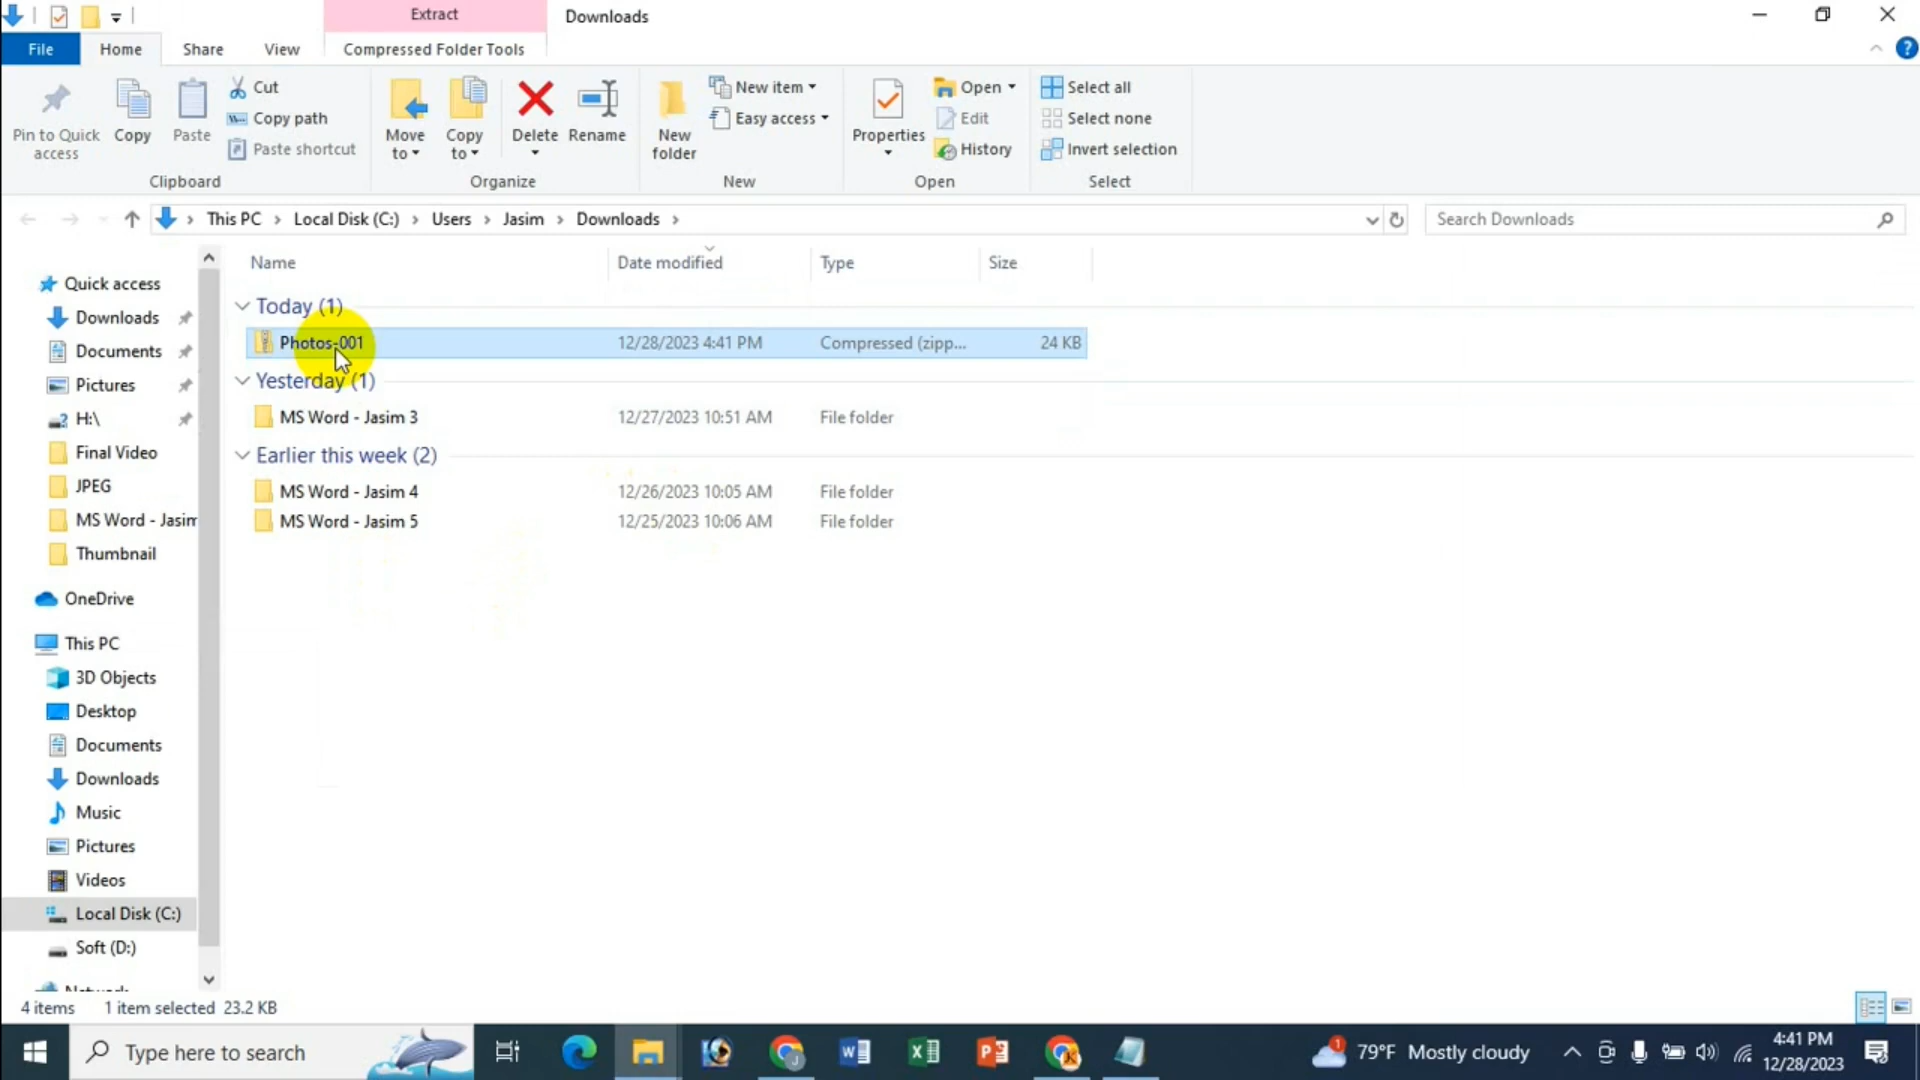 Extract
Downloads
File
Home
Share
View
Compressed Folder Tools
Pin to Quick access
Copy
Paste
Cut
Copy path
Paste shortcut
Clipboard
Move to
Copy to
Delete
Rename
Organize
New folder
New item
Easy access
New
Properties
Open
Edit
History
Open
Select all
Select none
Invert selection
Select
This PC > Local Disk (C:) > Users > Jasim > Downloads >
Search Downloads
Name Date modified Type Size
Today (1)
Photos-001 12/28/2023 4:41 PM Compressed (zipp... 24 KB
Yesterday (1)
MS Word - Jasim 3 12/27/2023 10:51 AM File folder
Earlier this week (2)
MS Word - Jasim 4 12/26/2023 10:05 AM File folder
MS Word - Jasim 5 12/25/2023 10:06 AM File folder
Quick access
Downloads
Documents
Pictures
H:\
Final Video
JPEG
MS Word - Jasim
Thumbnail
OneDrive
This PC
3D Objects
Desktop
Documents
Downloads
Music
Pictures
Videos
Local Disk (C:)
Soft (D:)
4 items 1 item selected 23.2 KB
Type here to search
79°F Mostly cloudy
4:41 PM
12/28/2023